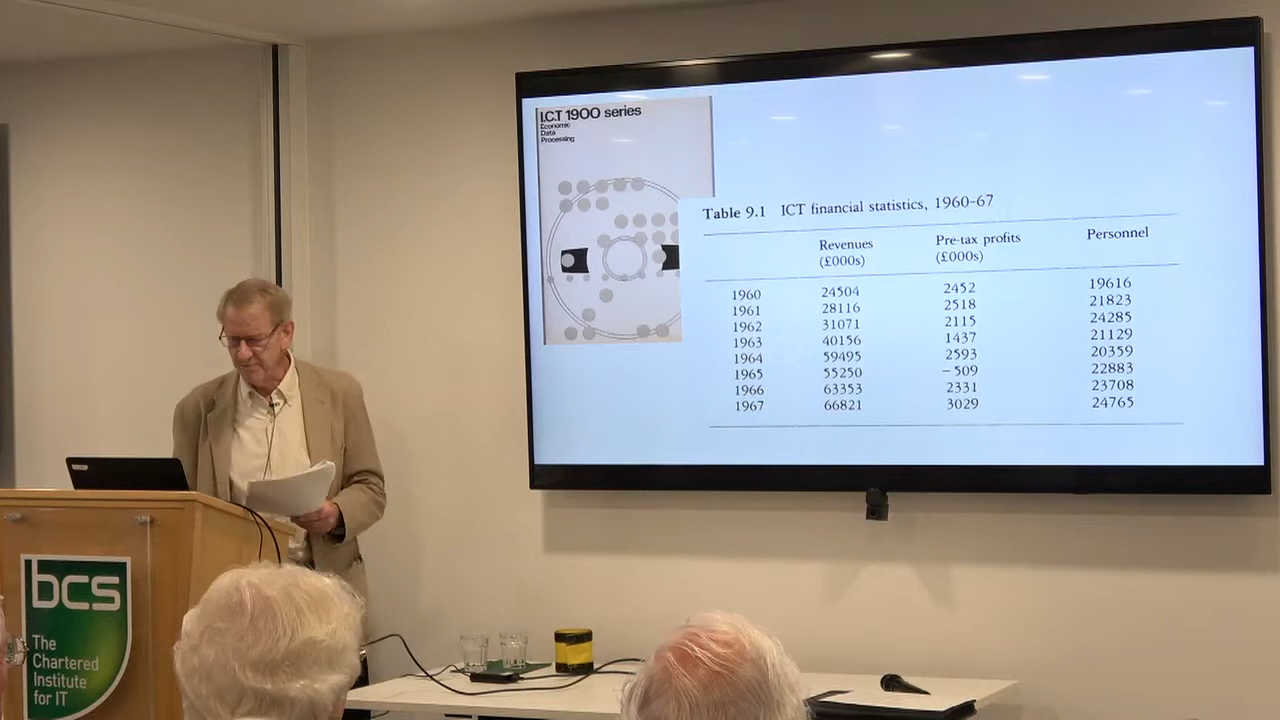 I.C.T 1900 series
Economic
Data
Processing
Table 9.1 ICT financial statistics, 1960-67
Revenues (£000s) Pre-tax profits (£000s) Personnel
1960 24504 2452 19616
1961 28116 2518 21823
1962 31071 2115 24285
1963 40156 1437 21129
1964 59495 2593 20359
1965 55250 −509 22883
1966 63353 2331 23708
1967 66821 3029 24765
bcs
The
Chartered
Institute
for IT